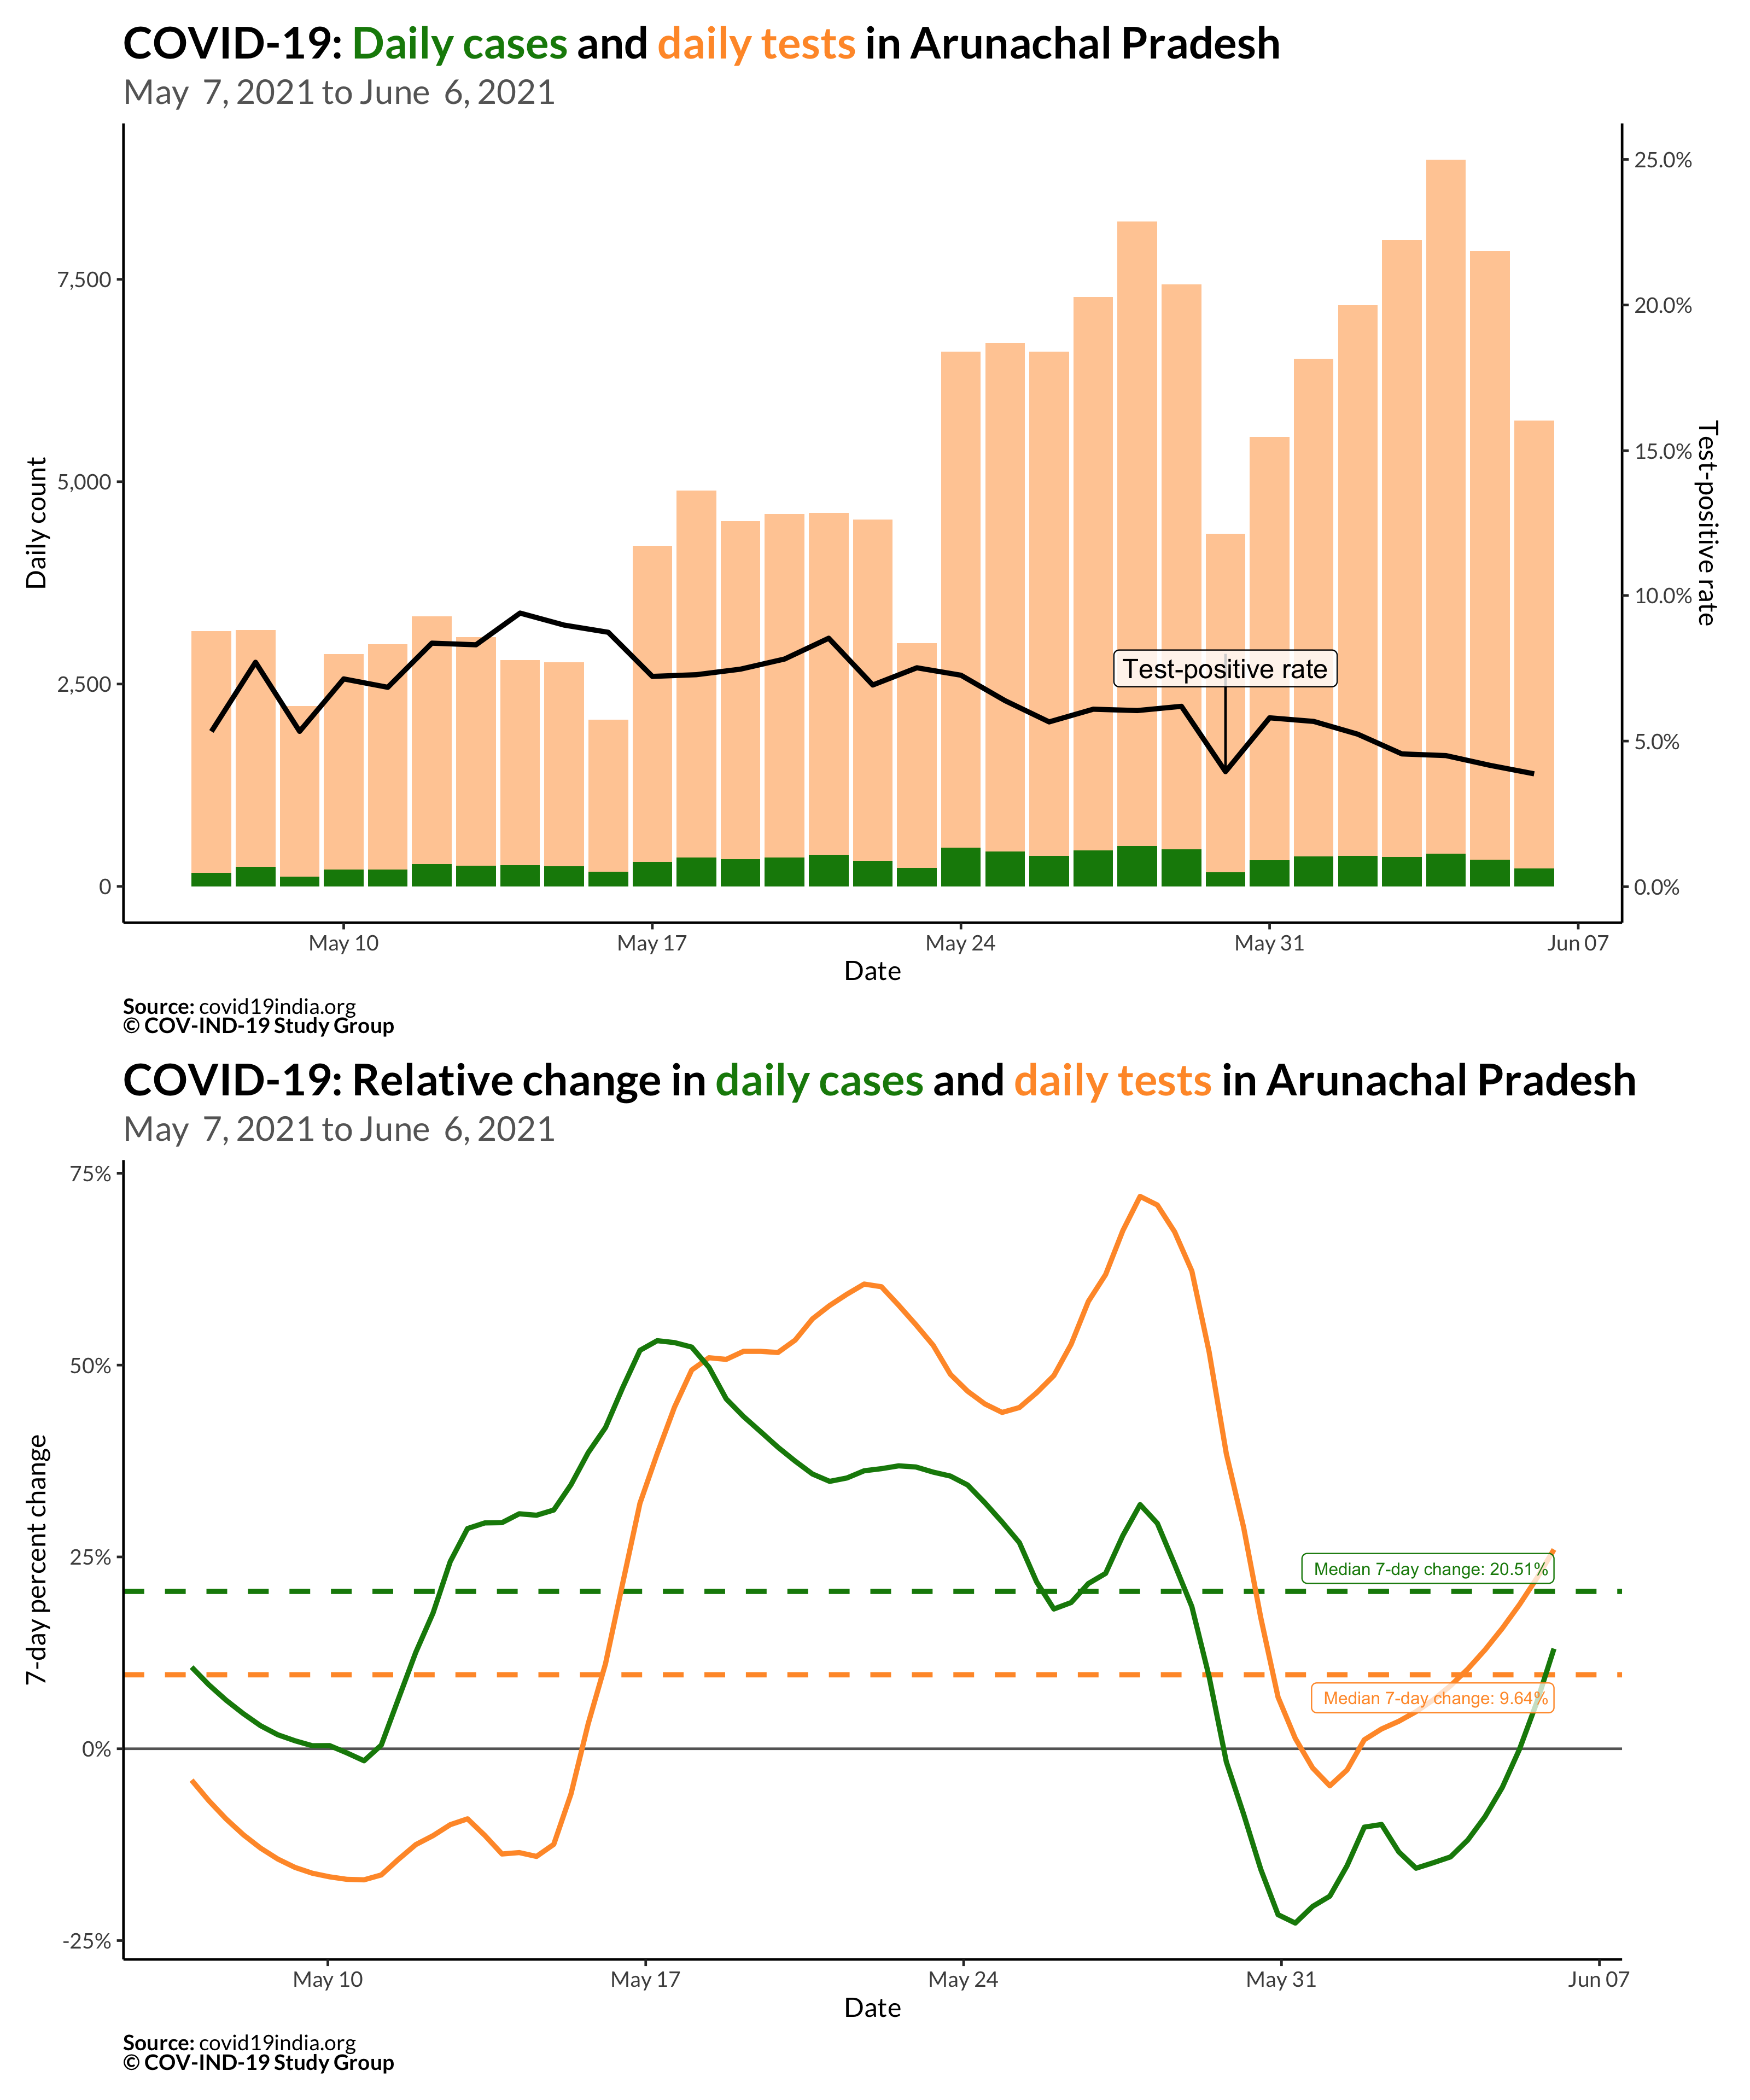 COVID-19: Daily cases and daily tests in Arunachal Pradesh
May 7, 2021 to June 6, 2021
Daily count
7,500
5,000
2,500
0
25.0%
20.0%
15.0%
10.0%
5.0%
0.0%
Test-positive rate
Test-positive rate
May 10
May 17
May 24
May 31
Jun 07
Date
Source: covid19india.org
© COV-IND-19 Study Group
COVID-19: Relative change in daily cases and daily tests in Arunachal Pradesh
May 7, 2021 to June 6, 2021
7-day percent change
75%
50%
25%
0%
-25%
Median 7-day change: 20.51%
Median 7-day change: 9.64%
May 10
May 17
May 24
May 31
Jun 07
Date
Source: covid19india.org
© COV-IND-19 Study Group